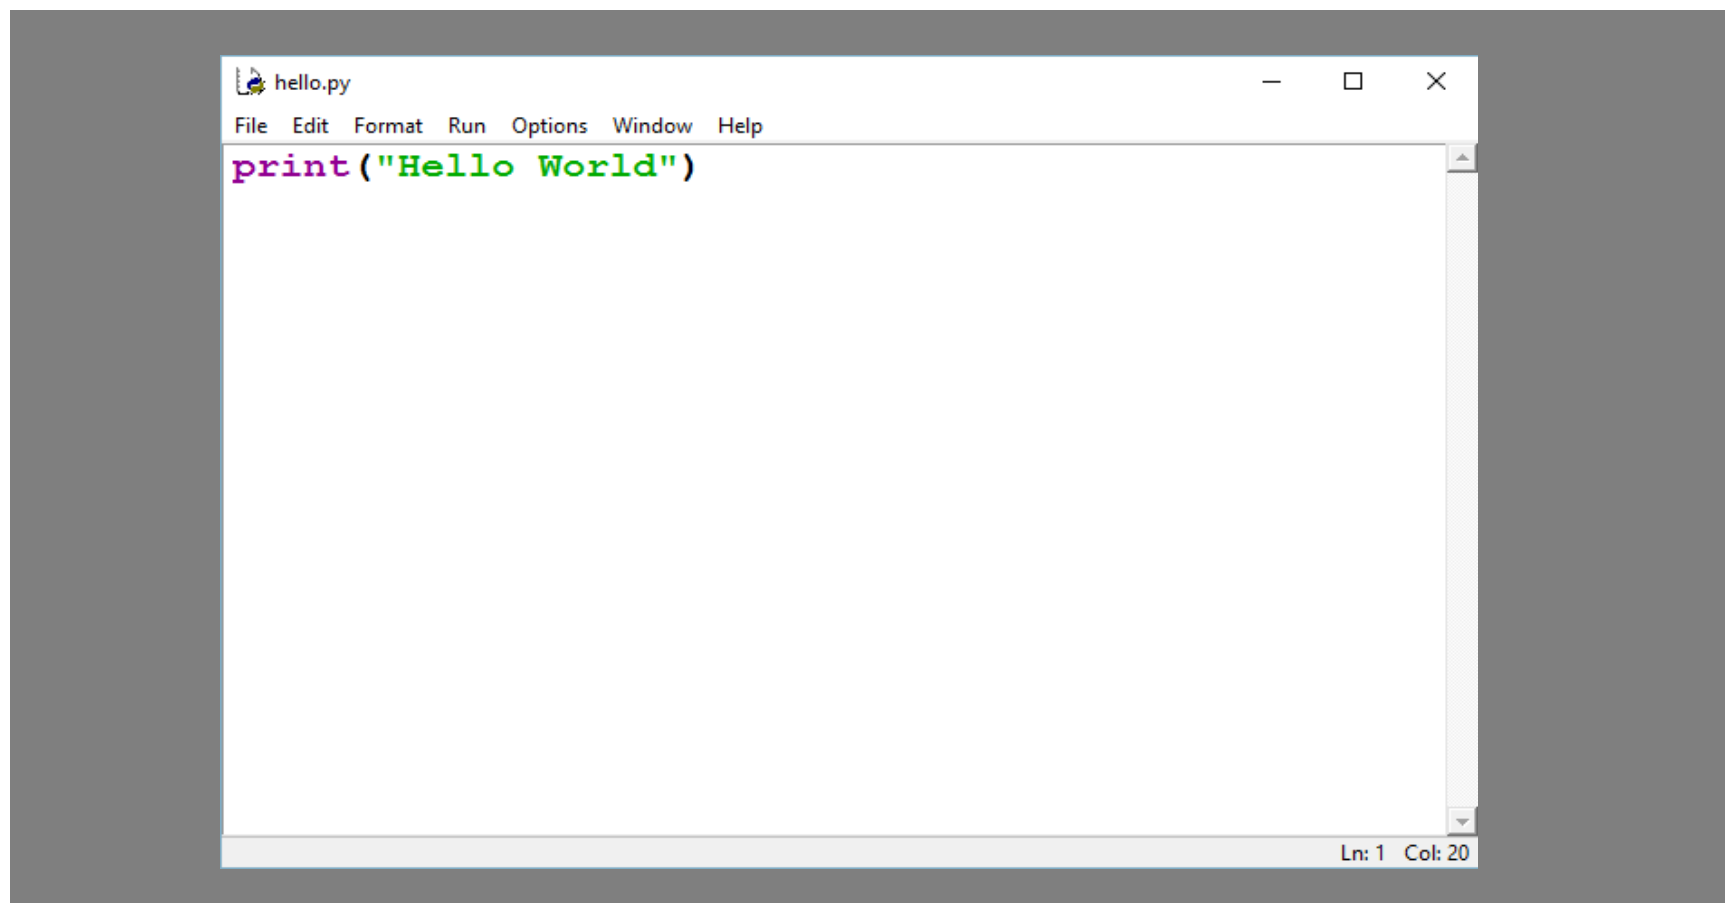 hello.py
File Edit Format Run Options Window Help
print("Hello World")
Ln: 1 Col: 20